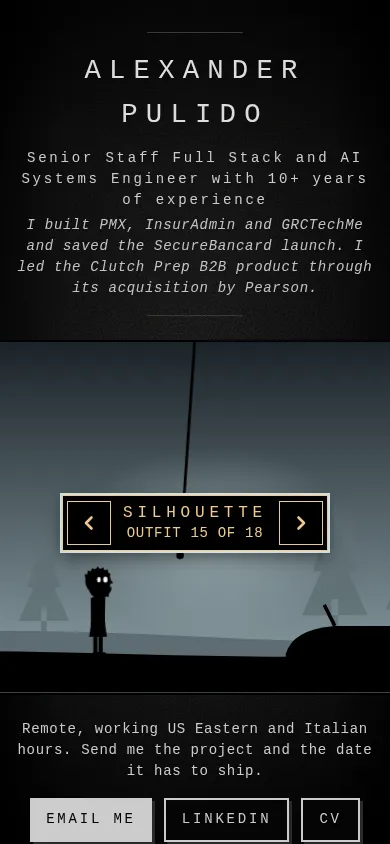 ALEXANDER
PULIDO
Senior Staff Full Stack and AI
Systems Engineer with 10+ years
of experience
I built PMX, InsurAdmin and GRCTechMe
and saved the SecureBancard launch. I
led the Clutch Prep B2B product through
its acquisition by Pearson.
SILHOUETTE
OUTFIT 15 OF 18
Remote, working US Eastern and Italian
hours. Send me the project and the date
it has to ship.
EMAIL ME
LINKEDIN
CV